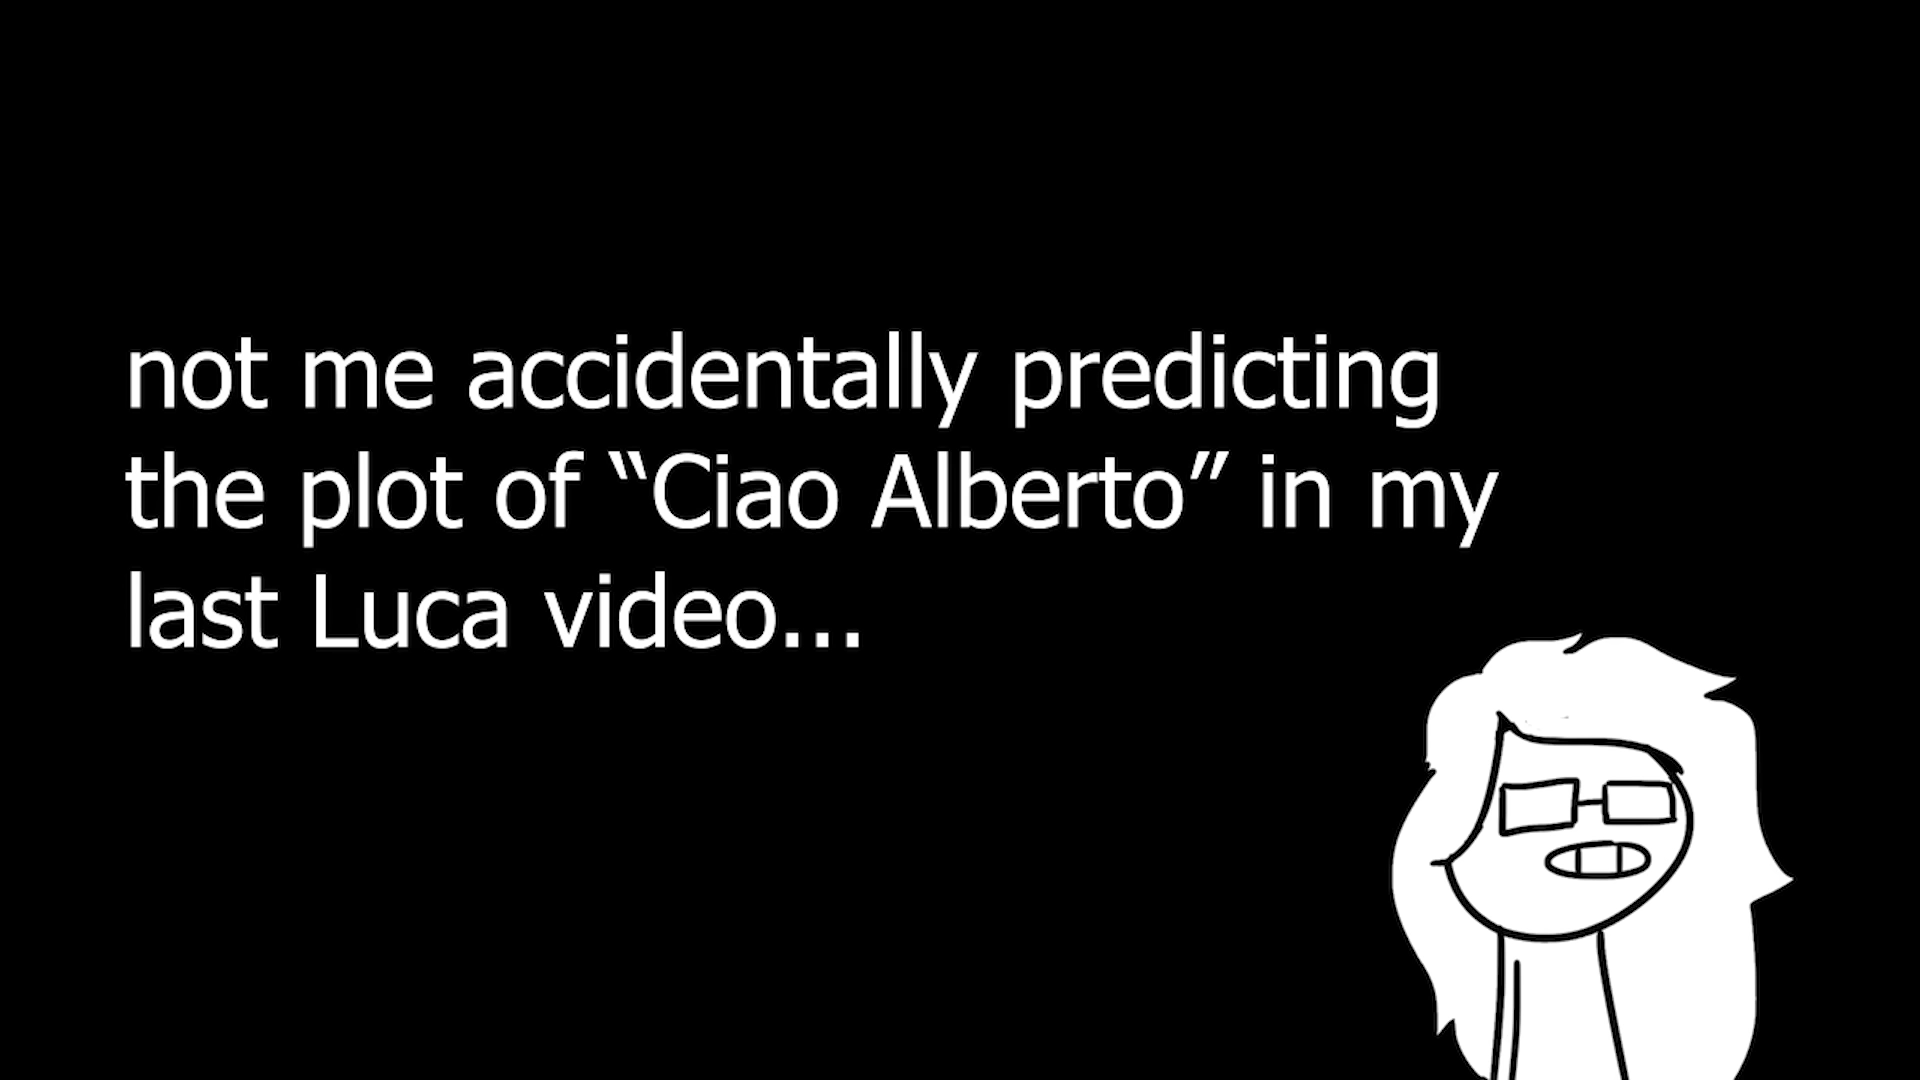 not me accidentally predicting
the plot of “Ciao Alberto” in my
last Luca video...